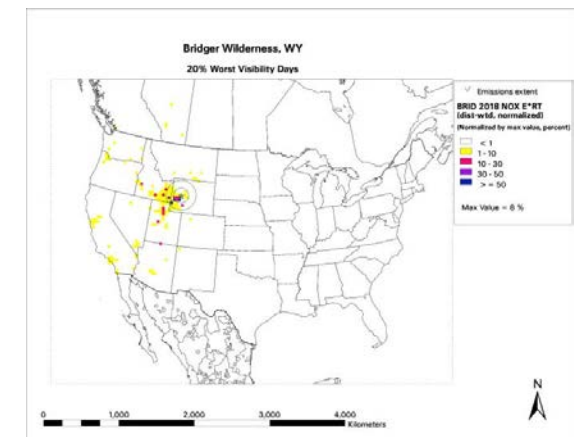 Bridger Wilderness, WY
20% Worst Visibility Days
Emissions extent
BRID 2018 NOX E*RT
(dist-wtd, normalized)
(Normalized by max value, percent)
< 1
1 - 10
10 - 30
30 - 50
> = 50
Max Value = 6 %
N
0 1,000 2,000 3,000 4,000
Kilometers